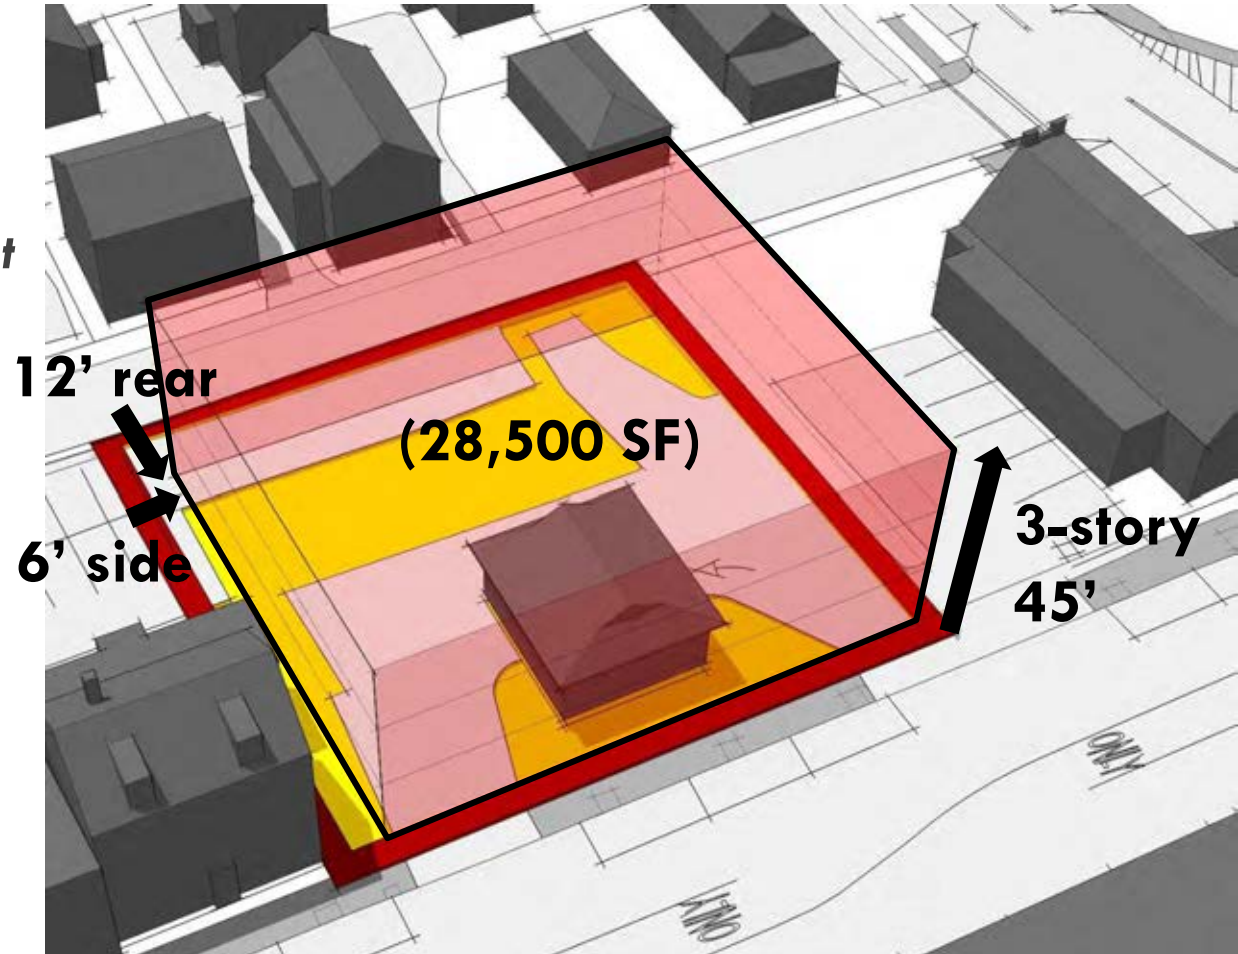 t
12’ rear
(28,500 SF)
6’ side
3-story
45’
ONLY
ONLY